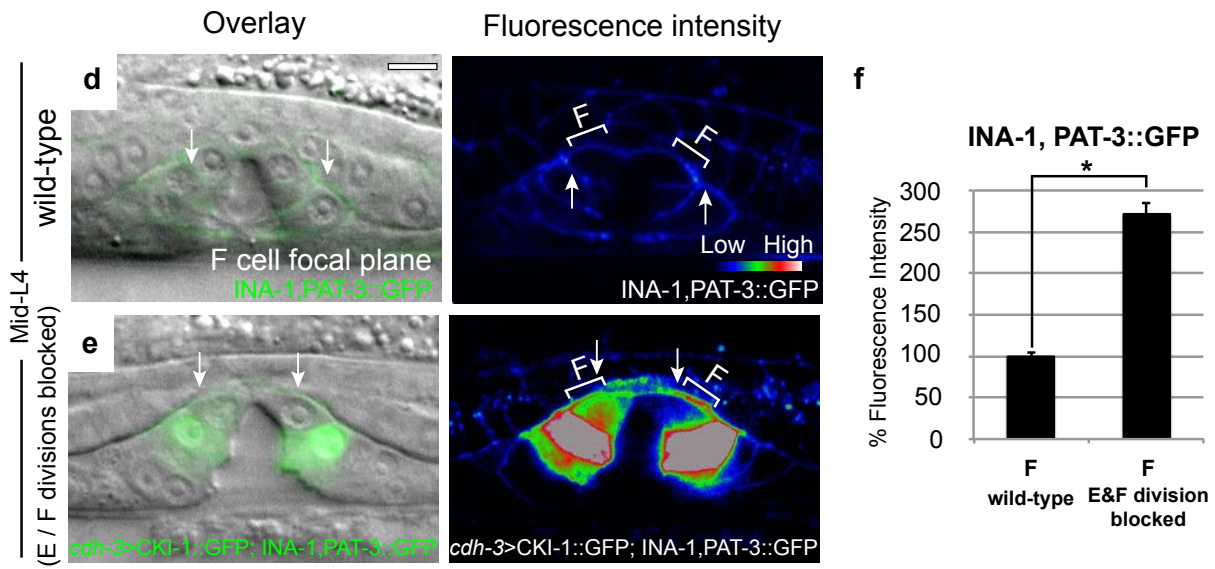 Overlay
Fluorescence intensity
Mid-L4
wild-type
d
F cell focal plane
INA-1,PAT-3::GFP
F
F
Low High
INA-1,PAT-3::GFP
(E / F divisions blocked)
e
cdh-3>CKI-1::GFP; INA-1,PAT-3::GFP
F
F
cdh-3>CKI-1::GFP; INA-1,PAT-3::GFP
f
INA-1, PAT-3::GFP
*
% Fluorescence Intensity
300
250
200
150
100
50
0
F
wild-type
F
E&F division
blocked